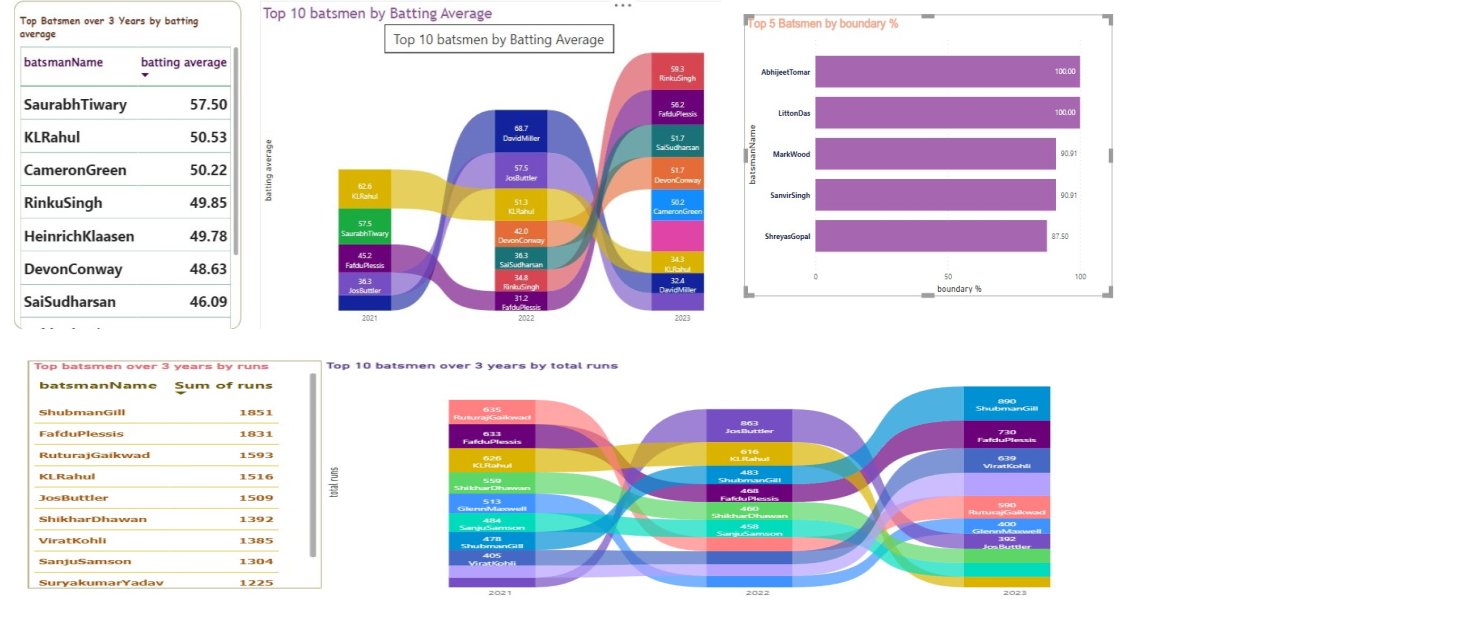 Top Batsmen over 3 Years by batting
average
batsmanName batting average
SaurabhTiwary 57.50
KLRahul 50.53
CameronGreen 50.22
RinkuSingh 49.85
HeinrichKlaasen 49.78
DevonConway 48.63
SaiSudharsan 46.09
Top 10 batsmen by Batting Average
Top 10 batsmen by Batting Average
batting average
62.6
KLRahul
57.5
SaurabhTiwary
45.2
FafduPlessis
36.3
JosButtler
2021
68.7
DavidMiller
57.5
JosButtler
51.3
KLRahul
42.0
DevonConway
36.3
SaiSudharsan
34.8
RinkuSingh
31.2
FafduPlessis
2022
59.3
RinkuSingh
56.2
FafduPlessis
51.7
SaiSudharsan
51.7
DevonConway
50.2
CameronGreen
34.3
KLRahul
32.4
DavidMiller
2023
Top 5 Batsmen by boundary %
batsmanName
AbhijeetTomar 100.00
LittonDas 100.00
MarkWood 90.91
SanvirSingh 90.91
ShreyasGopal 87.50
0 50 100
boundary %
Top batsmen over 3 years by runs
batsmanName Sum of runs
ShubmanGill 1851
FafduPlessis 1831
RuturajGaikwad 1593
KLRahul 1516
JosButtler 1509
ShikharDhawan 1392
ViratKohli 1385
SanjuSamson 1304
SuryakumarYadav 1225
Top 10 batsmen over 3 years by total runs
total runs
635
RuturajGaikwad
633
FafduPlessis
626
KLRahul
559
ShikharDhawan
513
GlennMaxwell
484
SanjuSamson
478
ShubmanGill
405
ViratKohli
2021
863
JosButtler
616
KLRahul
483
ShubmanGill
468
FafduPlessis
460
ShikharDhawan
458
SanjuSamson
2022
890
ShubmanGill
730
FafduPlessis
639
ViratKohli
590
RuturajGaikwad
400
GlennMaxwell
392
JosButtler
2023